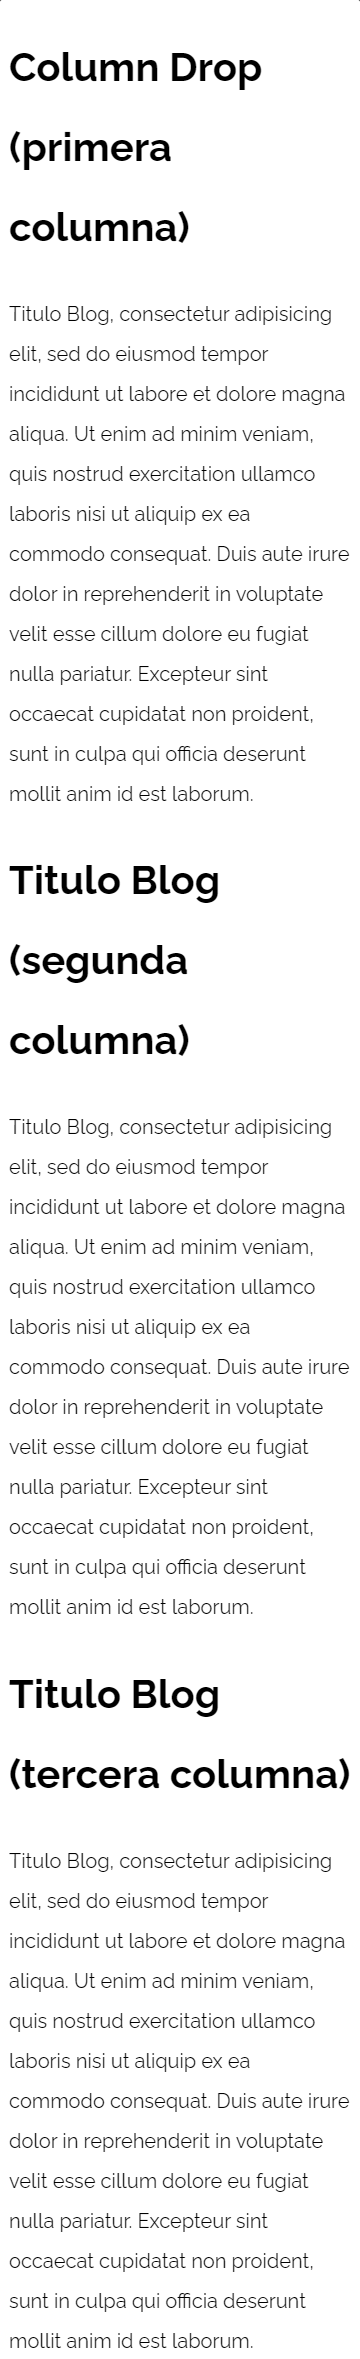 Column Drop
(primera
columna)
Titulo Blog, consectetur adipisicing
elit, sed do eiusmod tempor
incididunt ut labore et dolore magna
aliqua. Ut enim ad minim veniam,
quis nostrud exercitation ullamco
laboris nisi ut aliquip ex ea
commodo consequat. Duis aute irure
dolor in reprehenderit in voluptate
velit esse cillum dolore eu fugiat
nulla pariatur. Excepteur sint
occaecat cupidatat non proident,
sunt in culpa qui officia deserunt
mollit anim id est laborum.
Titulo Blog
(segunda
columna)
Titulo Blog, consectetur adipisicing
elit, sed do eiusmod tempor
incididunt ut labore et dolore magna
aliqua. Ut enim ad minim veniam,
quis nostrud exercitation ullamco
laboris nisi ut aliquip ex ea
commodo consequat. Duis aute irure
dolor in reprehenderit in voluptate
velit esse cillum dolore eu fugiat
nulla pariatur. Excepteur sint
occaecat cupidatat non proident,
sunt in culpa qui officia deserunt
mollit anim id est laborum.
Titulo Blog
(tercera columna)
Titulo Blog, consectetur adipisicing
elit, sed do eiusmod tempor
incididunt ut labore et dolore magna
aliqua. Ut enim ad minim veniam,
quis nostrud exercitation ullamco
laboris nisi ut aliquip ex ea
commodo consequat. Duis aute irure
dolor in reprehenderit in voluptate
velit esse cillum dolore eu fugiat
nulla pariatur. Excepteur sint
occaecat cupidatat non proident,
sunt in culpa qui officia deserunt
mollit anim id est laborum.